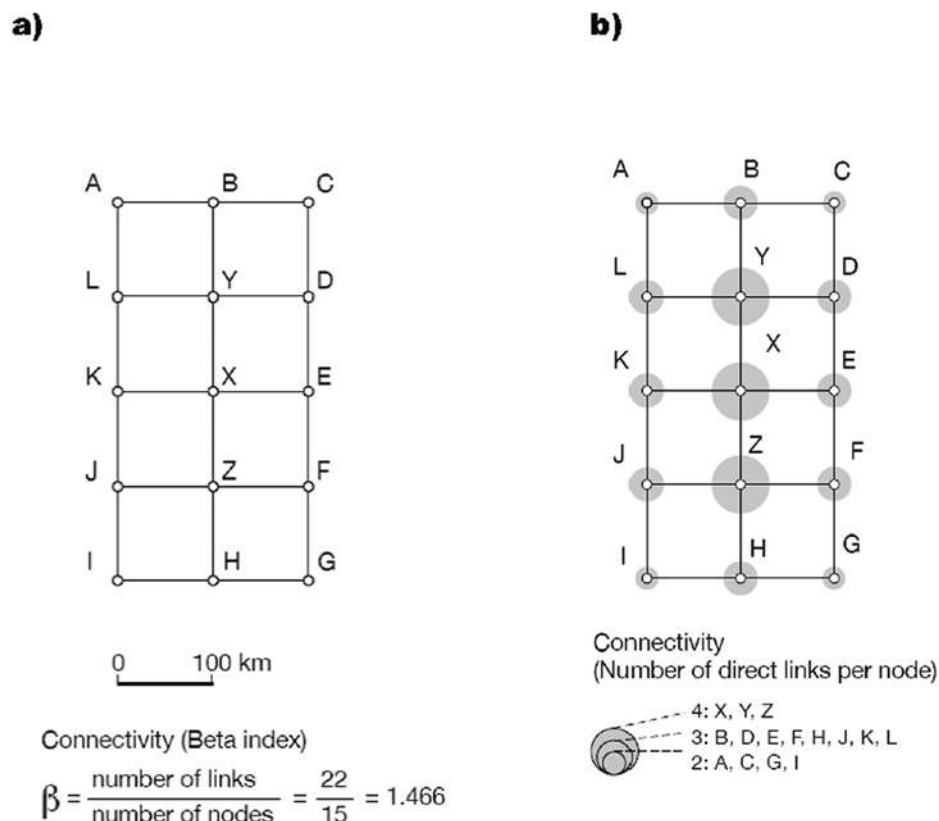 a)
A B C
L Y D
K X E
J Z F
I H G
0 100 km
Connectivity (Beta index)
β = number of links / number of nodes = 22 / 15 = 1.466
b)
A B C
Y
L D
X
K E
Z
J F
H G
I
Connectivity
(Number of direct links per node)
4: X, Y, Z
3: B, D, E, F, H, J, K, L
2: A, C, G, I